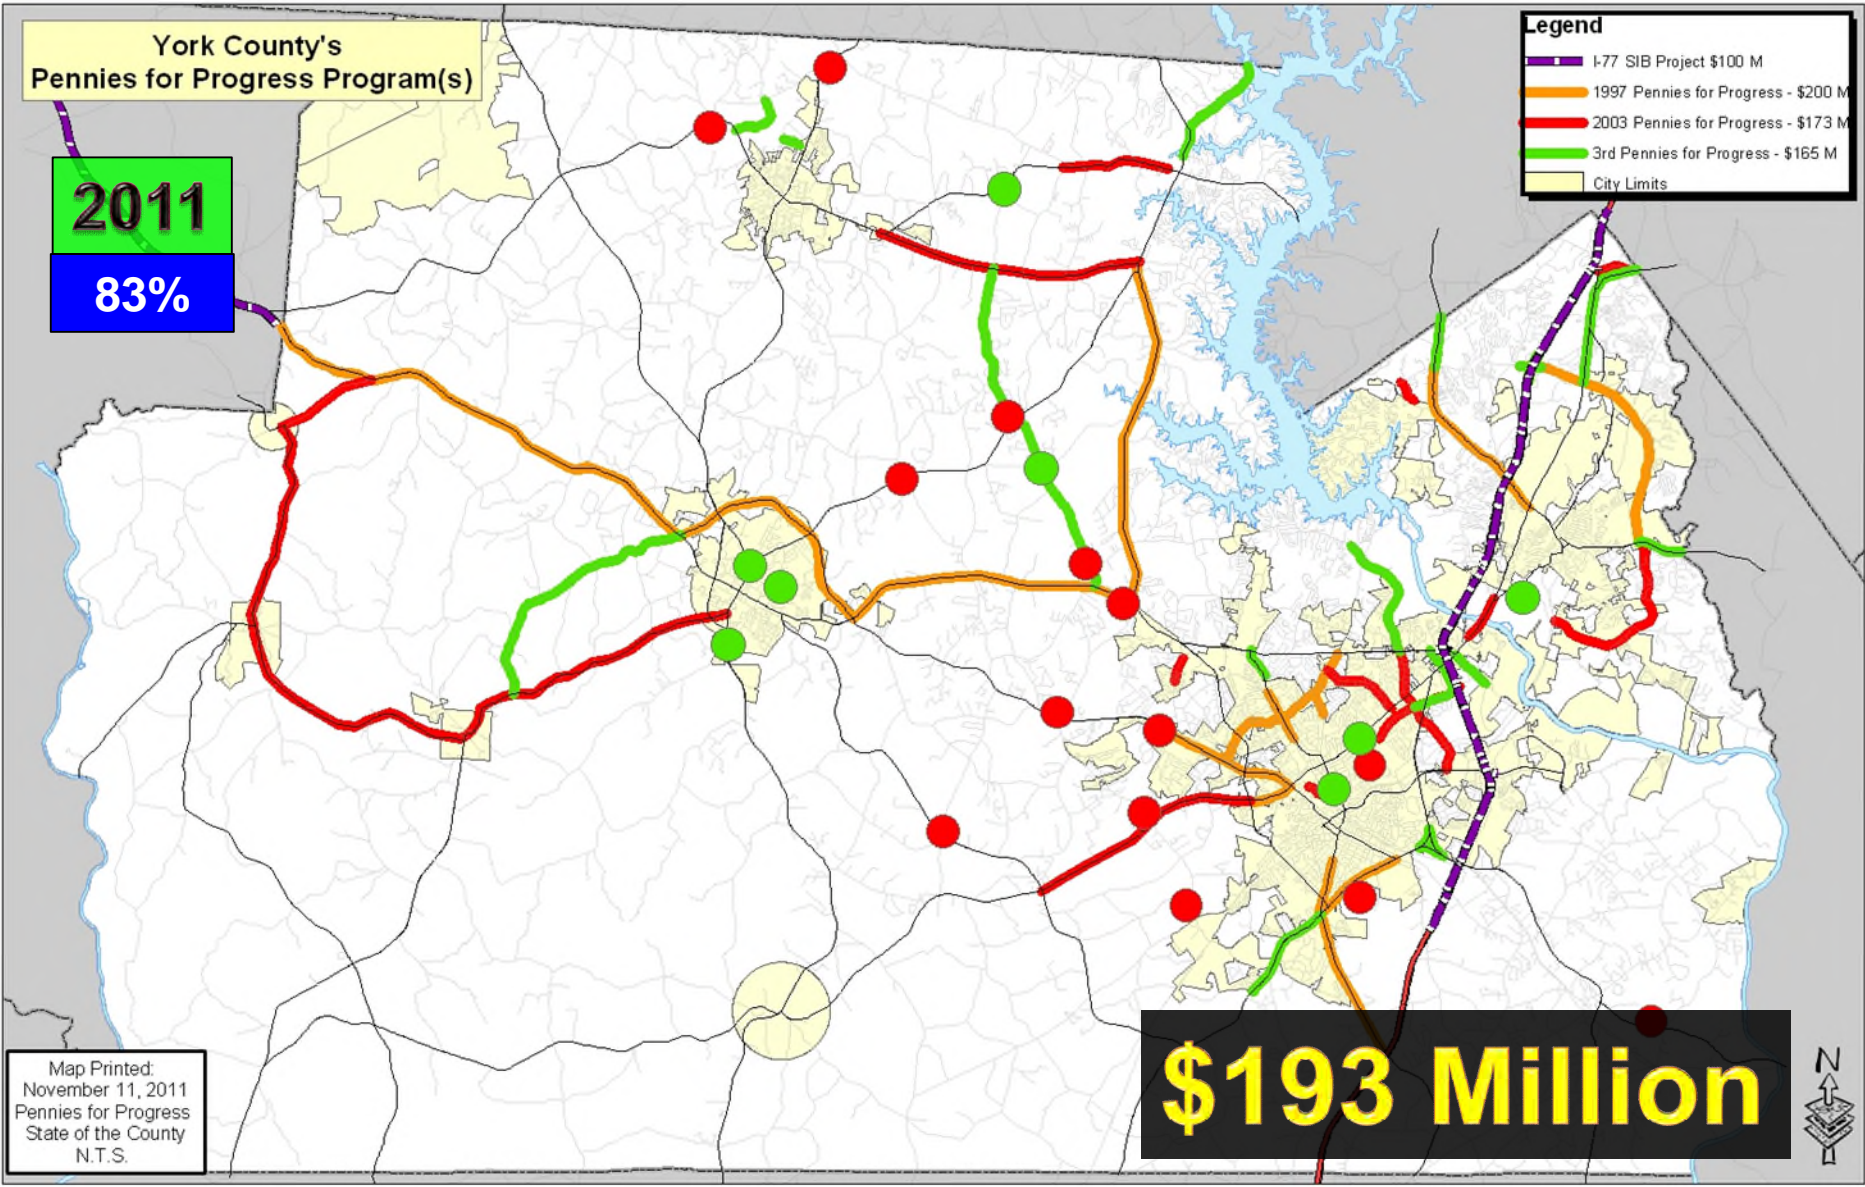 York County's
Pennies for Progress Program(s)
2011
83%
Legend
I-77 SIB Project $100 M
1997 Pennies for Progress - $200 M
2003 Pennies for Progress - $173 M
3rd Pennies for Progress - $165 M
City Limits
Map Printed:
November 11, 2011
Pennies for Progress
State of the County
N.T.S.
$193 Million
N